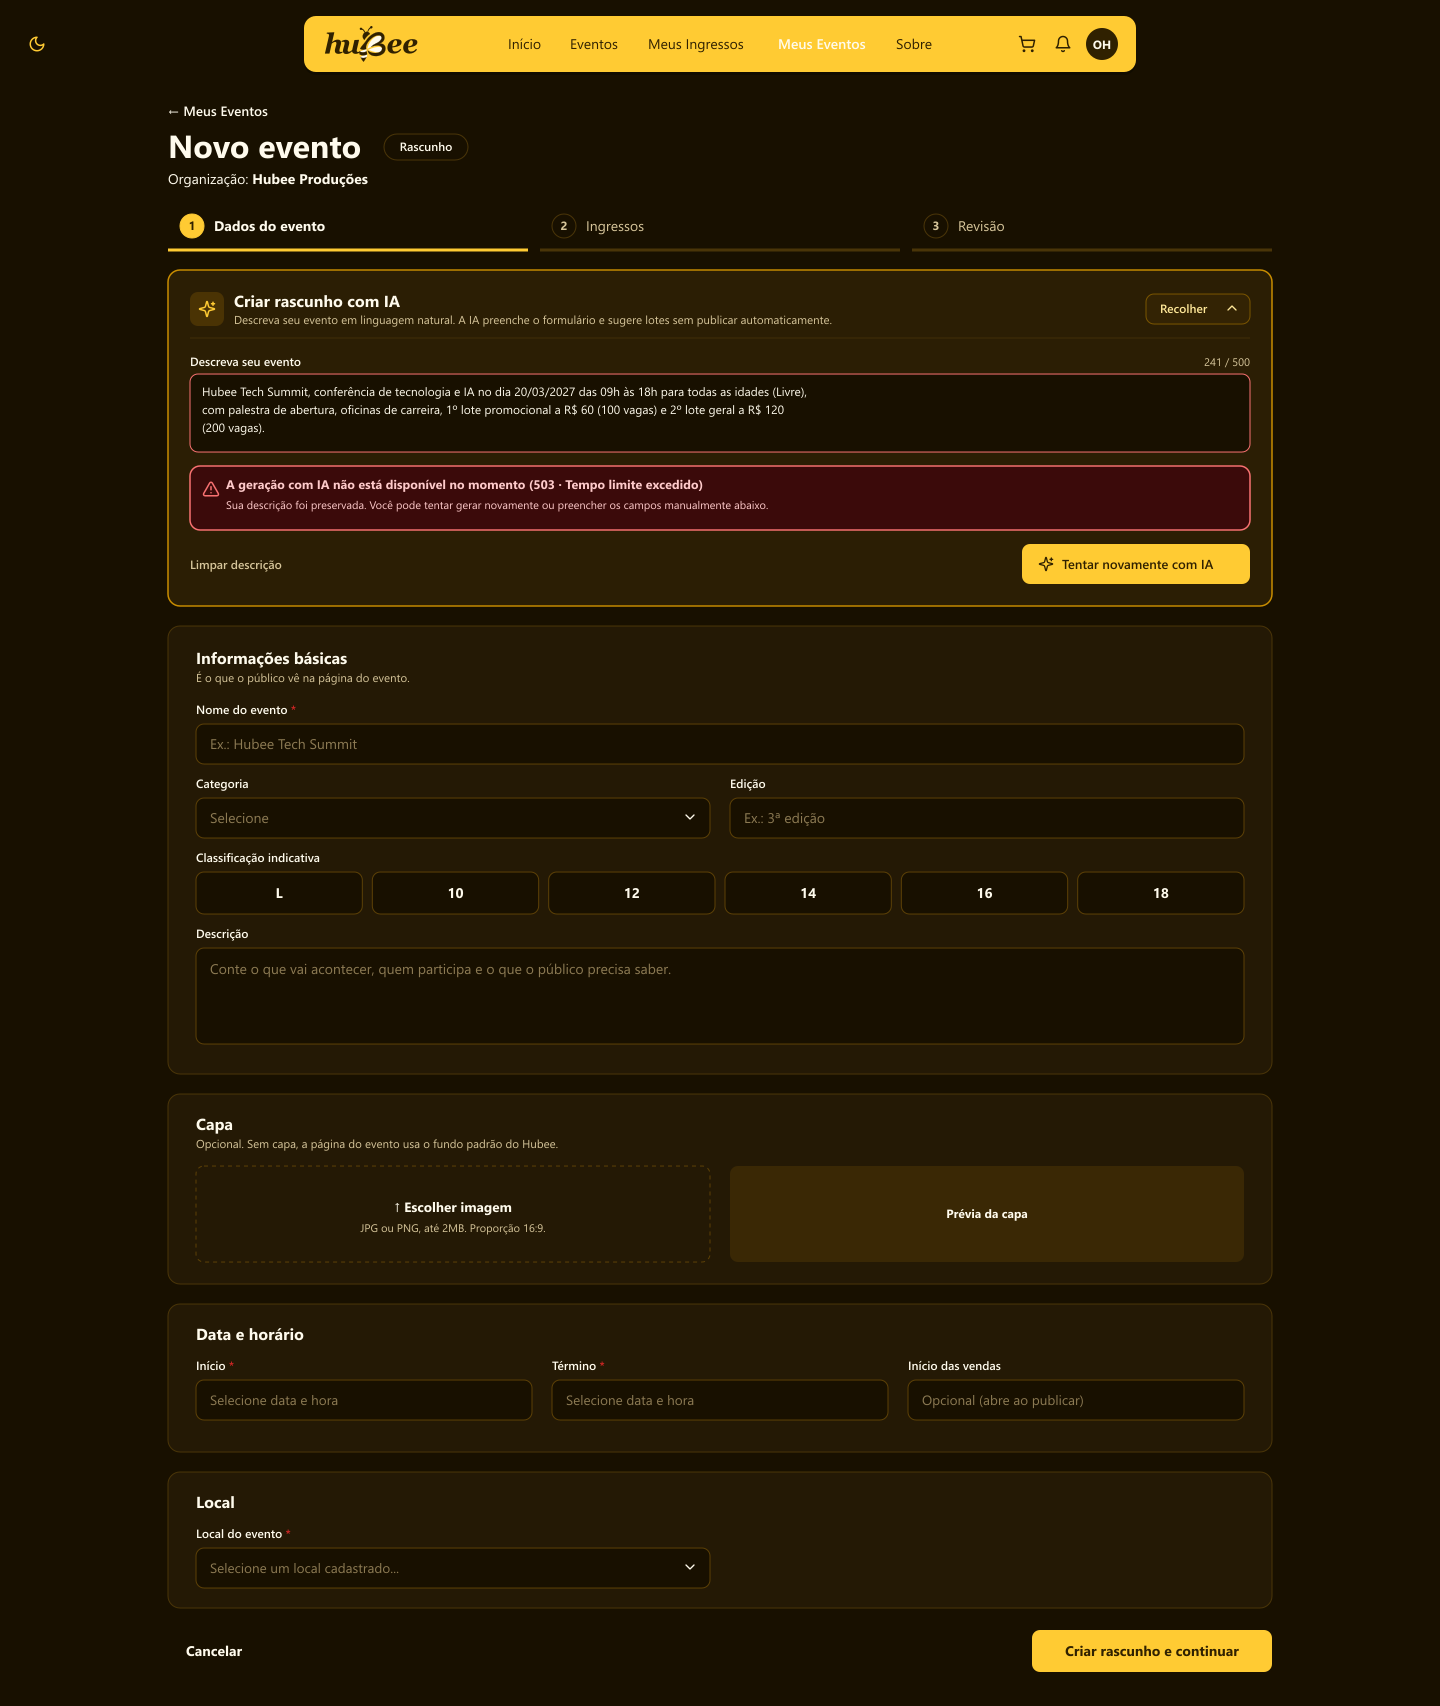 huBee
Início
Eventos
Meus Ingressos
Meus Eventos
Sobre
OH
← Meus Eventos
Novo evento
Rascunho
Organização: Hubee Produções
1 Dados do evento
2 Ingressos
3 Revisão
Criar rascunho com IA
Descreva seu evento em linguagem natural. A IA preenche o formulário e sugere lotes sem publicar automaticamente.
Recolher
Descreva seu evento
241 / 500
Hubee Tech Summit, conferência de tecnologia e IA no dia 20/03/2027 das 09h às 18h para todas as idades (Livre),
com palestra de abertura, oficinas de carreira, 1º lote promocional a R$ 60 (100 vagas) e 2º lote geral a R$ 120
(200 vagas).
A geração com IA não está disponível no momento (503 · Tempo limite excedido)
Sua descrição foi preservada. Você pode tentar gerar novamente ou preencher os campos manualmente abaixo.
Limpar descrição
Tentar novamente com IA
Informações básicas
É o que o público vê na página do evento.
Nome do evento *
Ex.: Hubee Tech Summit
Categoria
Edição
Selecione
Ex.: 3ª edição
Classificação indicativa
L
10
12
14
16
18
Descrição
Conte o que vai acontecer, quem participa e o que o público precisa saber.
Capa
Opcional. Sem capa, a página do evento usa o fundo padrão do Hubee.
↑ Escolher imagem
JPG ou PNG, até 2MB. Proporção 16:9.
Prévia da capa
Data e horário
Início *
Término *
Início das vendas
Selecione data e hora
Selecione data e hora
Opcional (abre ao publicar)
Local
Local do evento *
Selecione um local cadastrado...
Cancelar
Criar rascunho e continuar